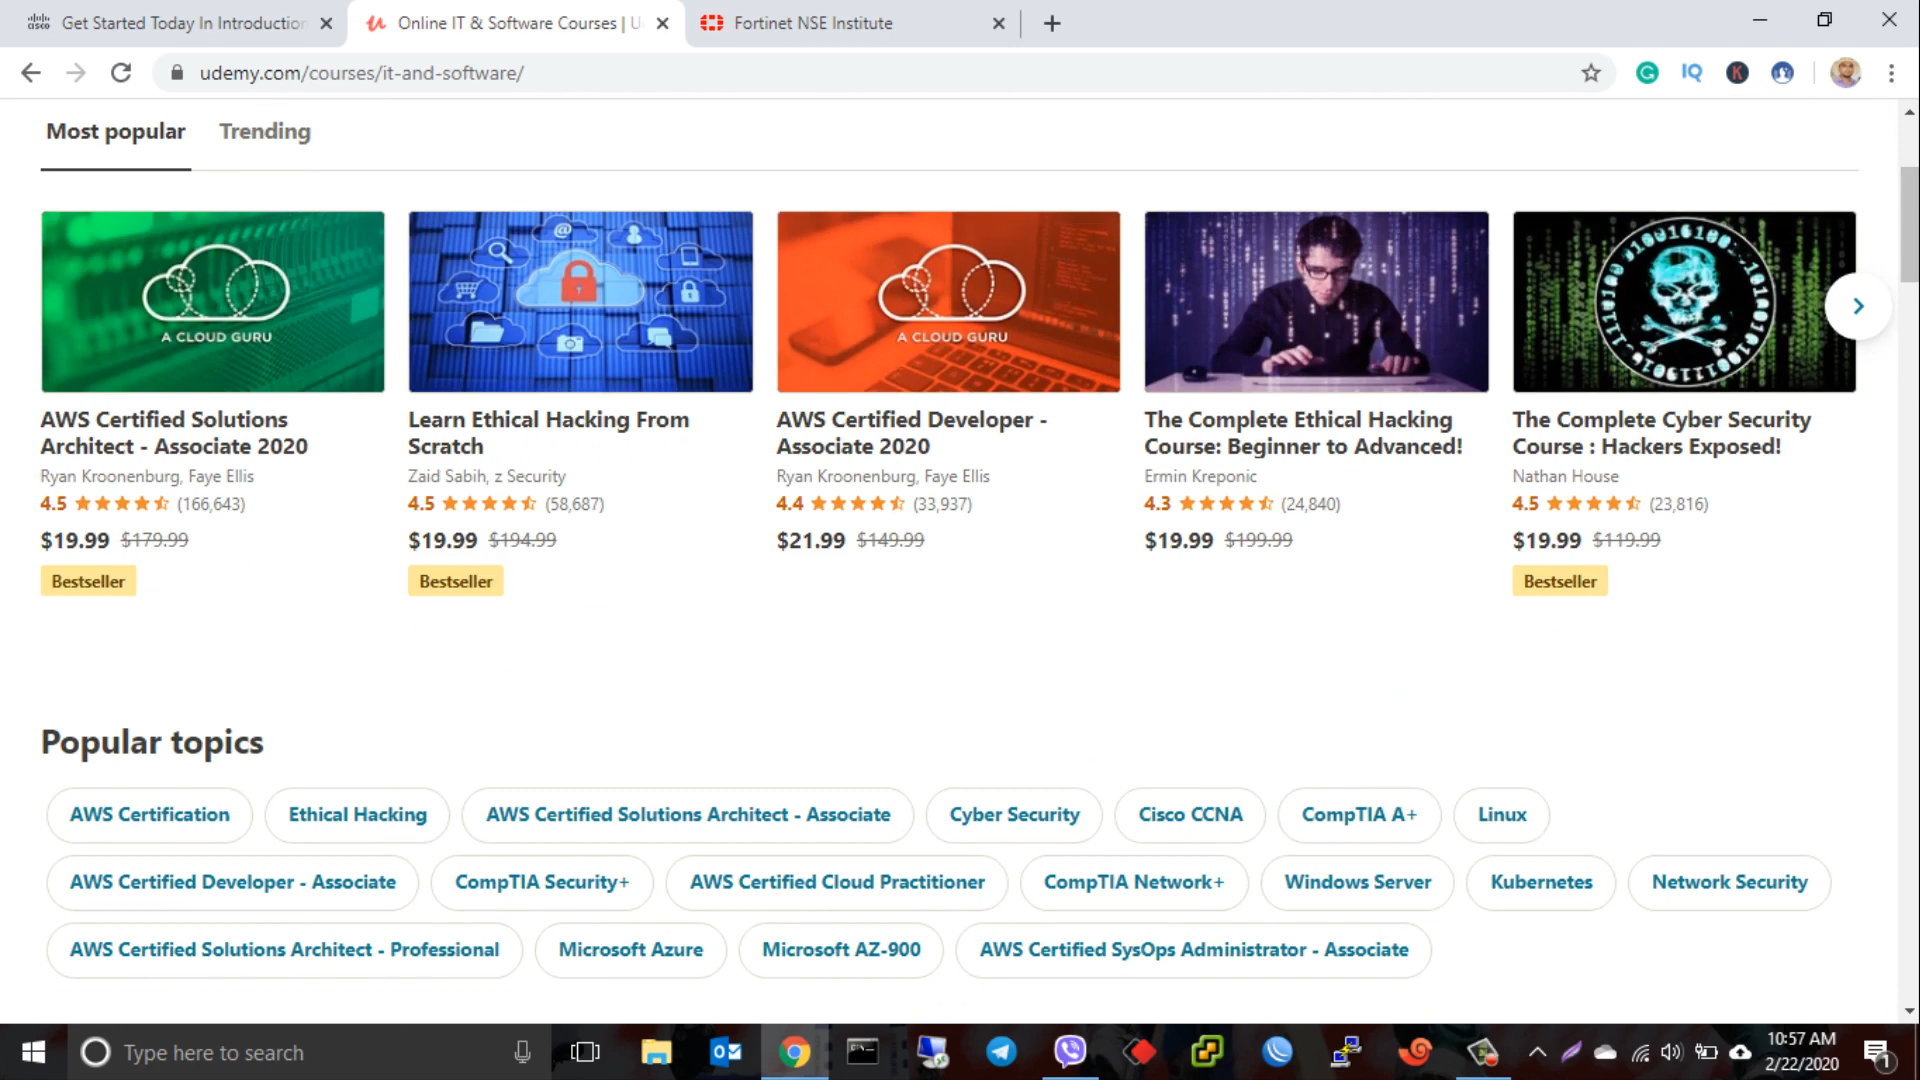 Get Started Today In Introduction
Online IT & Software Courses | U
Fortinet NSE Institute
udemy.com/courses/it-and-software/
Most popular
Trending
A CLOUD GURU
A CLOUD GURU
AWS Certified Solutions
Architect - Associate 2020
Ryan Kroonenburg, Faye Ellis
4.5 (166,643)
$19.99 $179.99
Bestseller
Learn Ethical Hacking From
Scratch
Zaid Sabih, z Security
4.5 (58,687)
$19.99 $194.99
Bestseller
AWS Certified Developer -
Associate 2020
Ryan Kroonenburg, Faye Ellis
4.4 (33,937)
$21.99 $149.99
The Complete Ethical Hacking
Course: Beginner to Advanced!
Ermin Kreponic
4.3 (24,840)
$19.99 $199.99
The Complete Cyber Security
Course : Hackers Exposed!
Nathan House
4.5 (23,816)
$19.99 $119.99
Bestseller
Popular topics
AWS Certification
Ethical Hacking
AWS Certified Solutions Architect - Associate
Cyber Security
Cisco CCNA
CompTIA A+
Linux
AWS Certified Developer - Associate
CompTIA Security+
AWS Certified Cloud Practitioner
CompTIA Network+
Windows Server
Kubernetes
Network Security
AWS Certified Solutions Architect - Professional
Microsoft Azure
Microsoft AZ-900
AWS Certified SysOps Administrator - Associate
Type here to search
10:57 AM
2/22/2020
1